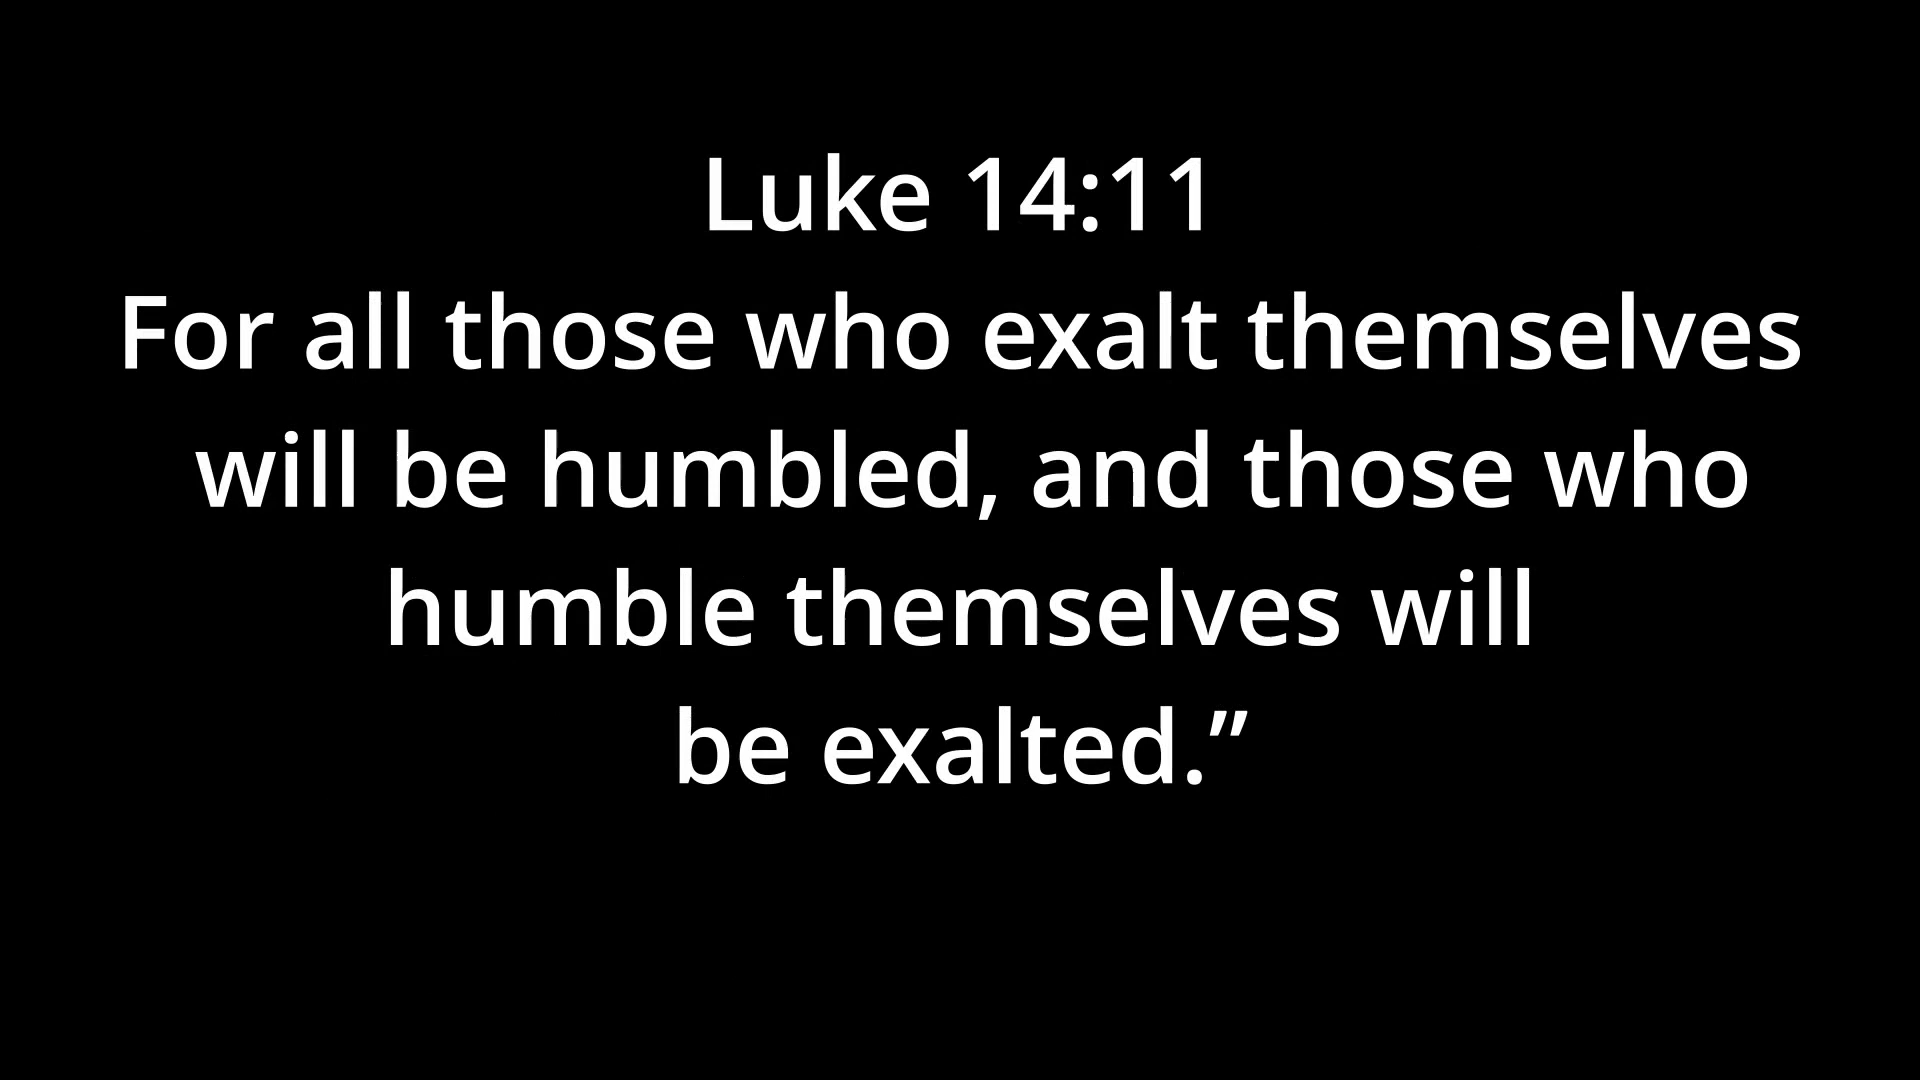 Luke 14:11
For all those who exalt themselves
will be humbled, and those who
humble themselves will
be exalted.”